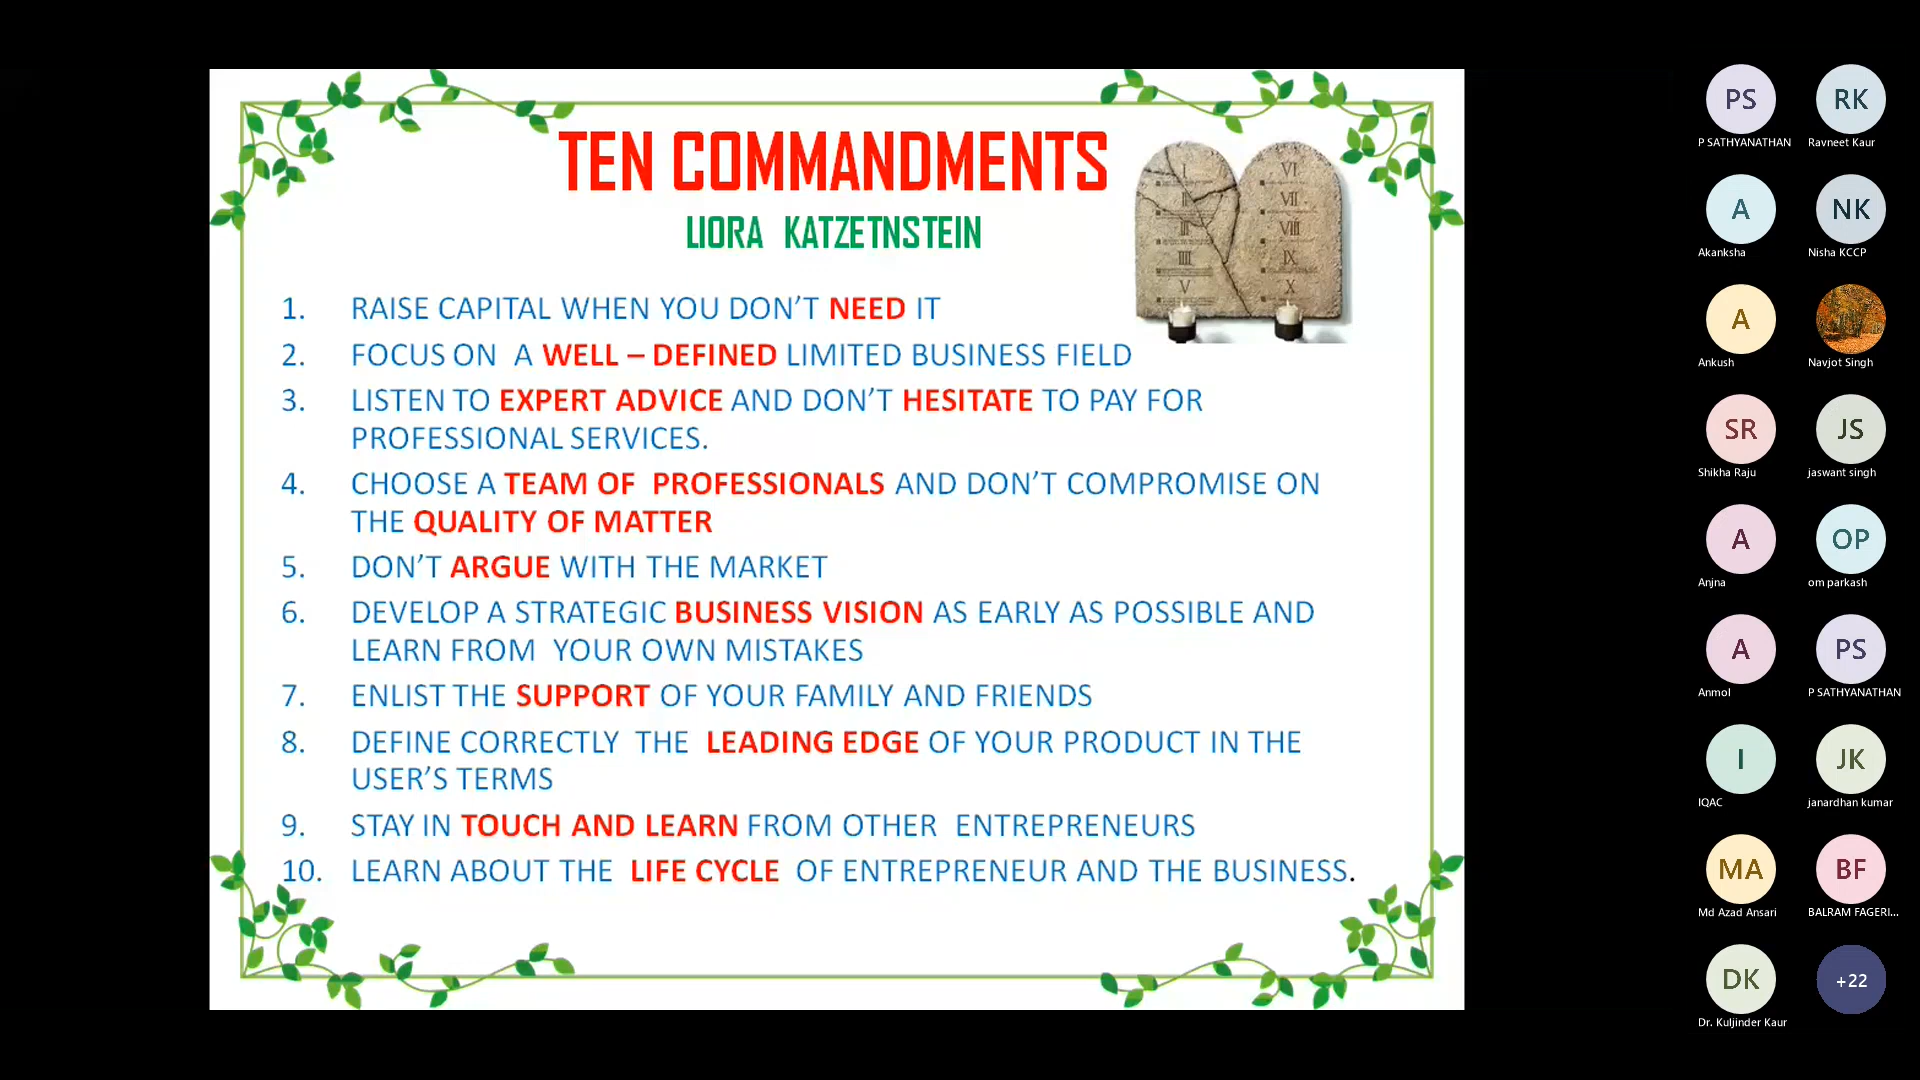 TEN COMMANDMENTS
LIORA KATZETNSTEIN
I
II
III
IIII
V
VI
VII
VIII
IX
X
1. RAISE CAPITAL WHEN YOU DON’T NEED IT
2. FOCUS ON A WELL – DEFINED LIMITED BUSINESS FIELD
3. LISTEN TO EXPERT ADVICE AND DON’T HESITATE TO PAY FOR
PROFESSIONAL SERVICES.
4. CHOOSE A TEAM OF PROFESSIONALS AND DON’T COMPROMISE ON
THE QUALITY OF MATTER
5. DON’T ARGUE WITH THE MARKET
6. DEVELOP A STRATEGIC BUSINESS VISION AS EARLY AS POSSIBLE AND
LEARN FROM YOUR OWN MISTAKES
7. ENLIST THE SUPPORT OF YOUR FAMILY AND FRIENDS
8. DEFINE CORRECTLY THE LEADING EDGE OF YOUR PRODUCT IN THE
USER’S TERMS
9. STAY IN TOUCH AND LEARN FROM OTHER ENTREPRENEURS
10. LEARN ABOUT THE LIFE CYCLE OF ENTREPRENEUR AND THE BUSINESS.
PS RK
P SATHYANATHAN Ravneet Kaur
A NK
Akanksha Nisha KCCP
A
Ankush Navjot Singh
SR JS
Shikha Raju jaswant singh
A OP
Anjna om parkash
A PS
Anmol P SATHYANATHAN
I JK
IQAC janardhan kumar
MA BF
Md Azad Ansari BALRAM FAGERI...
DK +22
Dr. Kuljinder Kaur